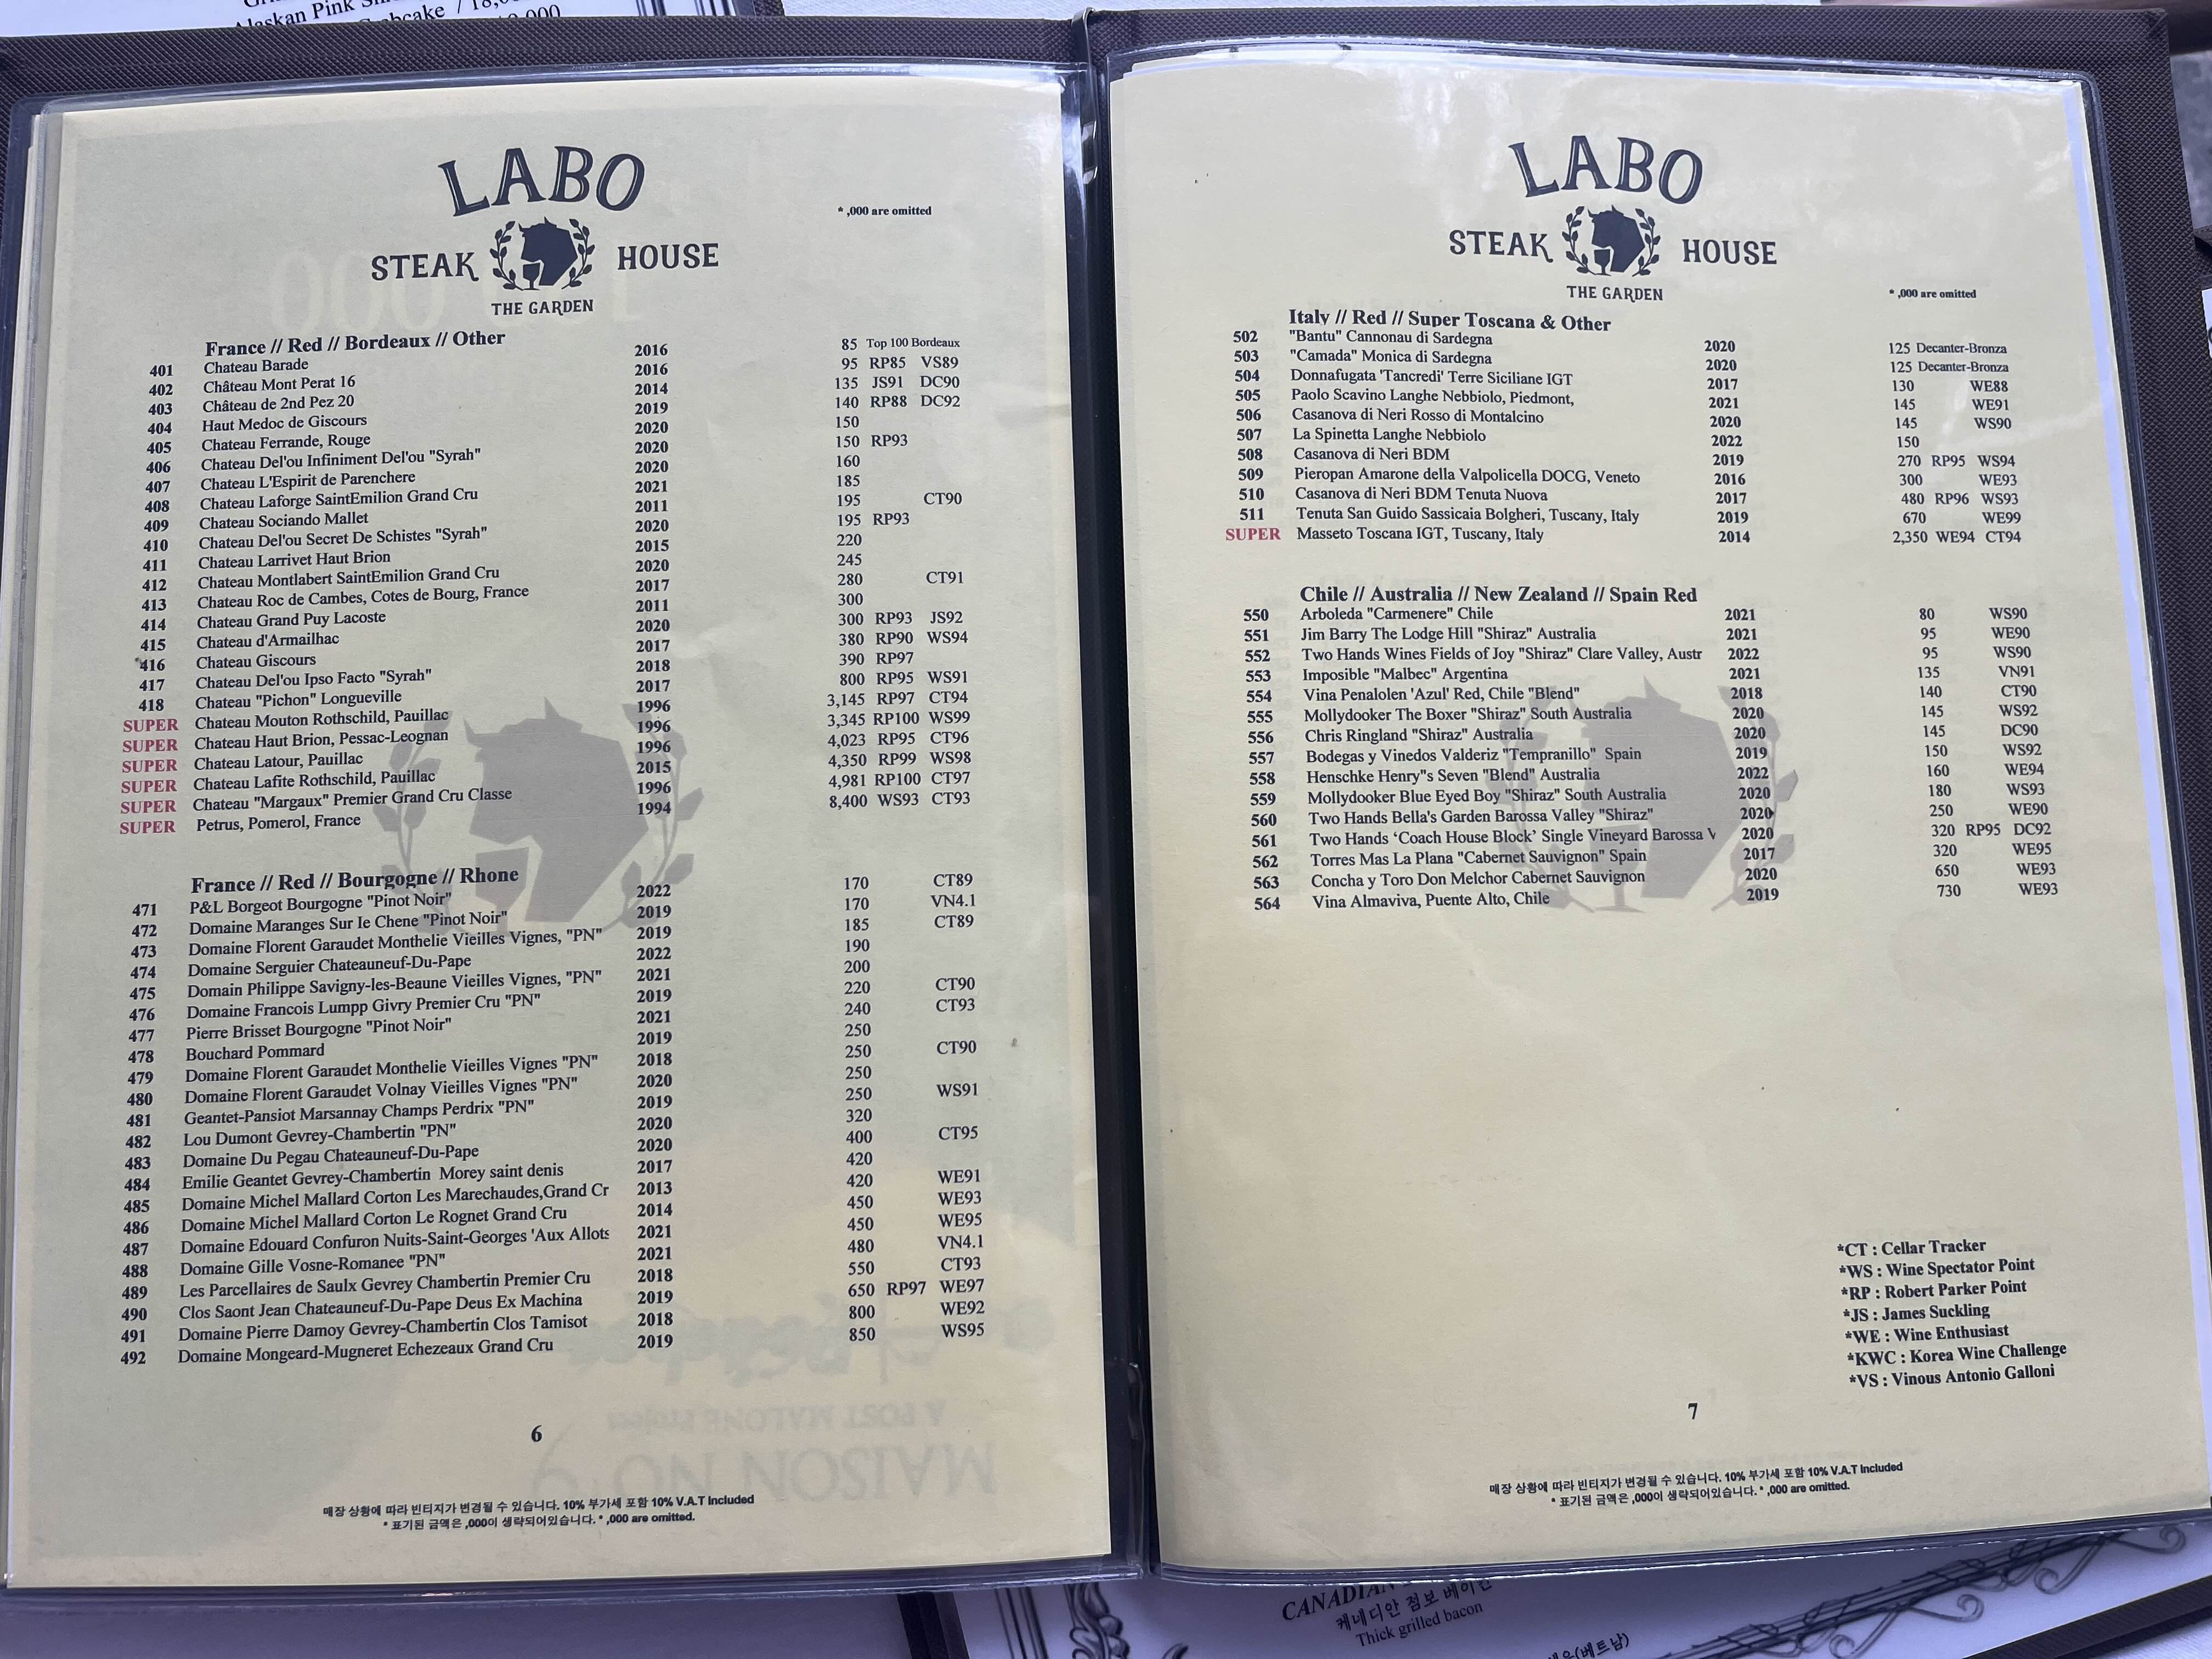 Alaskan Pink
LABO
STEAK HOUSE
THE GARDEN
* ,000 are omitted
France // Red // Bordeaux // Other
401 Chateau Barade 2016 85 Top 100 Bordeaux
402 Château Mont Perat 16 2016 95 RP85 VS89
403 Château de 2nd Pez 20 2014 135 JS91 DC90
404 Haut Medoc de Giscours 2019 140 RP88 DC92
405 Chateau Ferrande, Rouge 2020 150
406 Chateau Del'ou Infiniment Del'ou "Syrah" 2020 150 RP93
407 Chateau L'Espirit de Parenchere 2020 160
408 Chateau Laforge SaintEmilion Grand Cru 2021 185
409 Chateau Sociando Mallet 2011 195 CT90
410 Chateau Del'ou Secret De Schistes "Syrah" 2020 195 RP93
411 Chateau Larrivet Haut Brion 2015 220
412 Chateau Montlabert SaintEmilion Grand Cru 2020 245
413 Chateau Roc de Cambes, Cotes de Bourg, France 2017 280 CT91
414 Chateau Grand Puy Lacoste 2011 300
415 Chateau d'Armailhac 2020 300 RP93 JS92
416 Chateau Giscours 2017 380 RP90 WS94
417 Chateau Del'ou Ipso Facto "Syrah" 2018 390 RP97
418 Chateau "Pichon" Longueville 2017 800 RP95 WS91
SUPER Chateau Mouton Rothschild, Pauillac 1996 3,145 RP97 CT94
SUPER Chateau Haut Brion, Pessac-Leognan 1996 3,345 RP100 WS99
SUPER Chateau Latour, Pauillac 1996 4,023 RP95 CT96
SUPER Chateau Lafite Rothschild, Pauillac 2015 4,350 RP99 WS98
SUPER Chateau "Margaux" Premier Grand Cru Classe 1996 4,981 RP100 CT97
SUPER Petrus, Pomerol, France 1994 8,400 WS93 CT93
France // Red // Bourgogne // Rhone
471 P&L Borgeot Bourgogne "Pinot Noir" 2022 170 CT89
472 Domaine Maranges Sur Ie Chene "Pinot Noir" 2019 170 VN4.1
473 Domaine Florent Garaudet Monthelie Vieilles Vignes, "PN" 2019 185 CT89
474 Domaine Serguier Chateauneuf-Du-Pape 2022 190
475 Domain Philippe Savigny-les-Beaune Vieilles Vignes, "PN" 2021 200
476 Domaine Francois Lumpp Givry Premier Cru "PN" 2019 220 CT90
477 Pierre Brisset Bourgogne "Pinot Noir" 2021 240 CT93
478 Bouchard Pommard 2019 250
479 Domaine Florent Garaudet Monthelie Vieilles Vignes "PN" 2018 250 CT90
480 Domaine Florent Garaudet Volnay Vieilles Vignes "PN" 2020 250
481 Geantet-Pansiot Marsannay Champs Perdrix "PN" 2019 250 WS91
482 Lou Dumont Gevrey-Chambertin "PN" 2020 320
483 Domaine Du Pegau Chateauneuf-Du-Pape 2020 400 CT95
484 Emilie Geantet Gevrey-Chambertin Morey saint denis 2017 420
485 Domaine Michel Mallard Corton Les Marechaudes,Grand Cr 2013 420 WE91
486 Domaine Michel Mallard Corton Le Rognet Grand Cru 2014 450 WE93
487 Domaine Edouard Confuron Nuits-Saint-Georges 'Aux Allots 2021 450 WE95
488 Domaine Gille Vosne-Romanee "PN" 2021 480 VN4.1
489 Les Parcellaires de Saulx Gevrey Chambertin Premier Cru 2018 550 CT93
490 Clos Saont Jean Chateauneuf-Du-Pape Deus Ex Machina 2019 650 RP97 WE97
491 Domaine Pierre Damoy Gevrey-Chambertin Clos Tamisot 2018 800 WE92
492 Domaine Mongeard-Mugneret Echezeaux Grand Cru 2019 850 WS95
6
매장 상황에 따라 빈티지가 변경될 수 있습니다. 10% 부가세 포함 10% V.A.T Included
* 표기된 금액은 ,000이 생략되어있습니다. * ,000 are omitted.
LABO
STEAK HOUSE
THE GARDEN
* ,000 are omitted
Italy // Red // Super Toscana & Other
502 "Bantu" Cannonau di Sardegna 2020 125 Decanter-Bronza
503 "Camada" Monica di Sardegna 2020 125 Decanter-Bronza
504 Donnafugata 'Tancredi' Terre Siciliane IGT 2017 130 WE88
505 Paolo Scavino Langhe Nebbiolo, Piedmont, 2021 145 WE91
506 Casanova di Neri Rosso di Montalcino 2020 145 WS90
507 La Spinetta Langhe Nebbiolo 2022 150
508 Casanova di Neri BDM 2019 270 RP95 WS94
509 Pieropan Amarone della Valpolicella DOCG, Veneto 2016 300 WE93
510 Casanova di Neri BDM Tenuta Nuova 2017 480 RP96 WS93
511 Tenuta San Guido Sassicaia Bolgheri, Tuscany, Italy 2019 670 WE99
SUPER Masseto Toscana IGT, Tuscany, Italy 2014 2,350 WE94 CT94
Chile // Australia // New Zealand // Spain Red
550 Arboleda "Carmenere" Chile 2021 80 WS90
551 Jim Barry The Lodge Hill "Shiraz" Australia 2021 95 WE90
552 Two Hands Wines Fields of Joy "Shiraz" Clare Valley, Austr 2022 95 WS90
553 Imposible "Malbec" Argentina 2021 135 VN91
554 Vina Penalolen 'Azul' Red, Chile "Blend" 2018 140 CT90
555 Mollydooker The Boxer "Shiraz" South Australia 2020 145 WS92
556 Chris Ringland "Shiraz" Australia 2020 145 DC90
557 Bodegas y Vinedos Valderiz "Tempranillo" Spain 2019 150 WS92
558 Henschke Henry"s Seven "Blend" Australia 2022 160 WE94
559 Mollydooker Blue Eyed Boy "Shiraz" South Australia 2020 180 WS93
560 Two Hands Bella's Garden Barossa Valley "Shiraz" 2020 250 WE90
561 Two Hands ‘Coach House Block’ Single Vineyard Barossa V 2020 320 RP95 DC92
562 Torres Mas La Plana "Cabernet Sauvignon" Spain 2017 320 WE95
563 Concha y Toro Don Melchor Cabernet Sauvignon 2020 650 WE93
564 Vina Almaviva, Puente Alto, Chile 2019 730 WE93
*CT : Cellar Tracker
*WS : Wine Spectator Point
*RP : Robert Parker Point
*JS : James Suckling
*WE : Wine Enthusiast
*KWC : Korea Wine Challenge
*VS : Vinous Antonio Galloni
7
매장 상황에 따라 빈티지가 변경될 수 있습니다. 10% 부가세 포함 10% V.A.T Included
* 표기된 금액은 ,000이 생략되어있습니다. * ,000 are omitted.
CANADIAN
케네디안 점보 베이컨
Thick grilled bacon
(베트남)